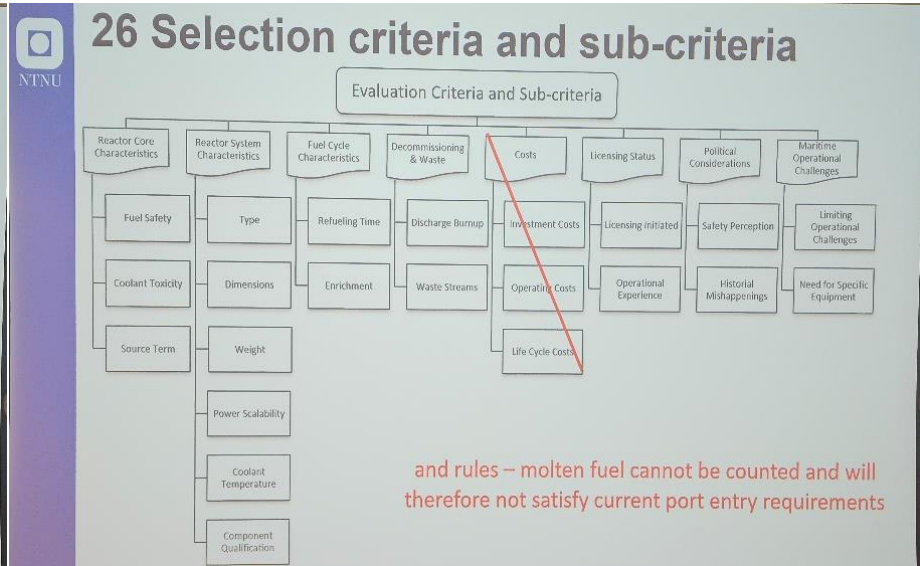 26 Selection criteria and sub-criteria
NTNU
Evaluation Criteria and Sub-criteria
Reactor Core
Characteristics
Reactor System
Characteristics
Fuel Cycle
Characteristics
Decommissioning
& Waste
Costs
Licensing Status
Political
Considerations
Maritime
Operational
Challenges
Fuel Safety
Type
Refueling Time
Discharge Burnup
Investment Costs
Licensing Initiated
Safety Perception
Limiting
Operational
Challenges
Coolant Toxicity
Dimensions
Enrichment
Waste Streams
Operating Costs
Operational
Experience
Historial
Mishappenings
Need for Specific
Equipment
Source Term
Weight
Life Cycle Costs
Power Scalability
Coolant
Temperature
Component
Qualification
and rules – molten fuel cannot be counted and will
therefore not satisfy current port entry requirements